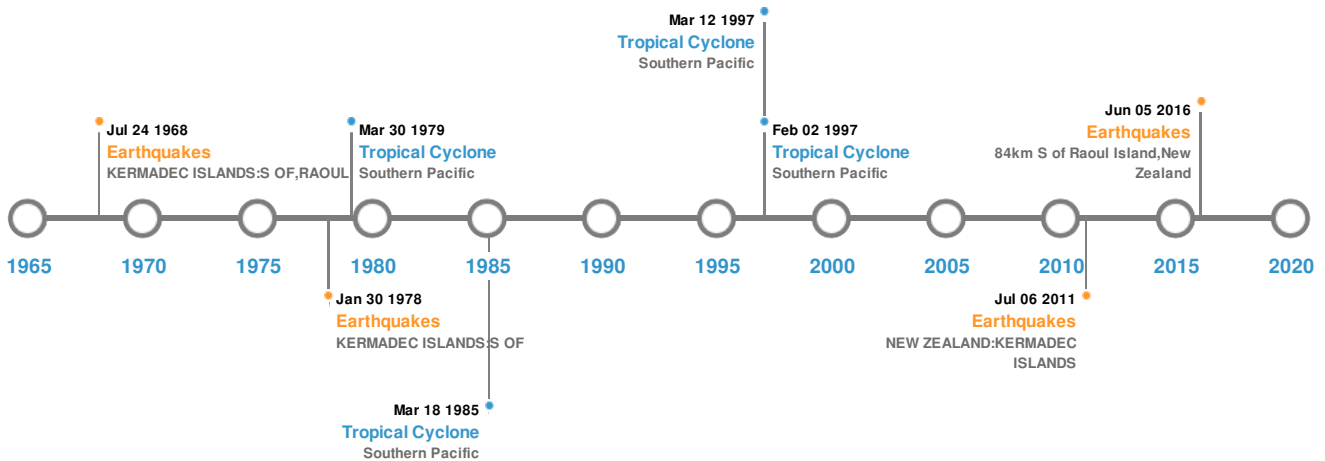 Mar 12 1997
Tropical Cyclone
Southern Pacific
Jul 24 1968
Earthquakes
KERMADEC ISLANDS:S OF,RAOUL
Mar 30 1979
Tropical Cyclone
Southern Pacific
Feb 02 1997
Tropical Cyclone
Southern Pacific
Jun 05 2016
Earthquakes
84km S of Raoul Island,New
Zealand
1965 1970 1975 1980 1985 1990 1995 2000 2005 2010 2015 2020
Jan 30 1978
Earthquakes
KERMADEC ISLANDS:S OF
Jul 06 2011
Earthquakes
NEW ZEALAND:KERMADEC
ISLANDS
Mar 18 1985
Tropical Cyclone
Southern Pacific